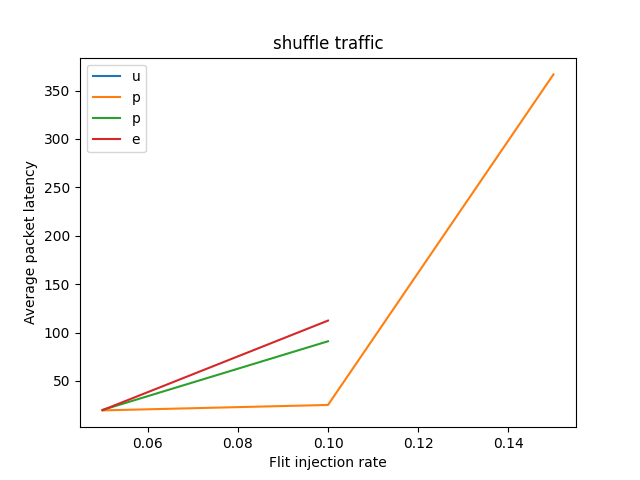 shuffle traffic
u
p
p
e
350
300
250
200
150
100
50
Average packet latency
0.06 0.08 0.10 0.12 0.14
Flit injection rate